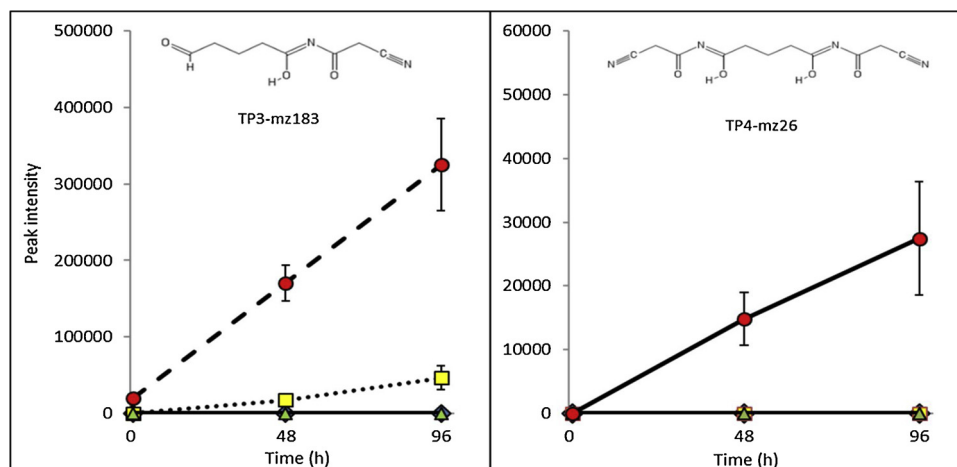 500000
400000
300000
200000
100000
0
Peak intensity
O
H
N
O
H
O
N
TP3-mz183
0
48
96
Time (h)
60000
50000
40000
30000
20000
10000
0
N
O
N
O
H
O
H
N
O
N
TP4-mz26
0
48
96
Time (h)